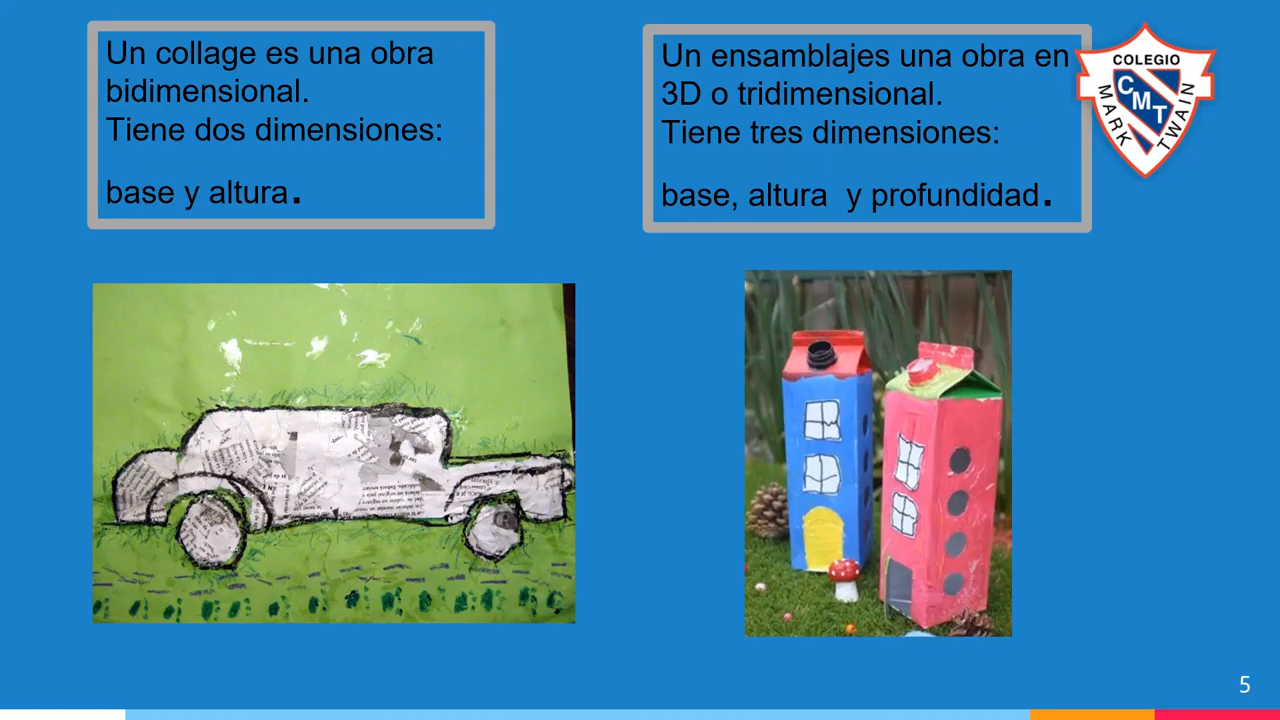 Un collage es una obra
bidimensional.
Tiene dos dimensiones:
base y altura.
Un ensamblajes una obra en
3D o tridimensional.
Tiene tres dimensiones:
base, altura  y profundidad.
COLEGIO
CMT
MARK TWAIN
5